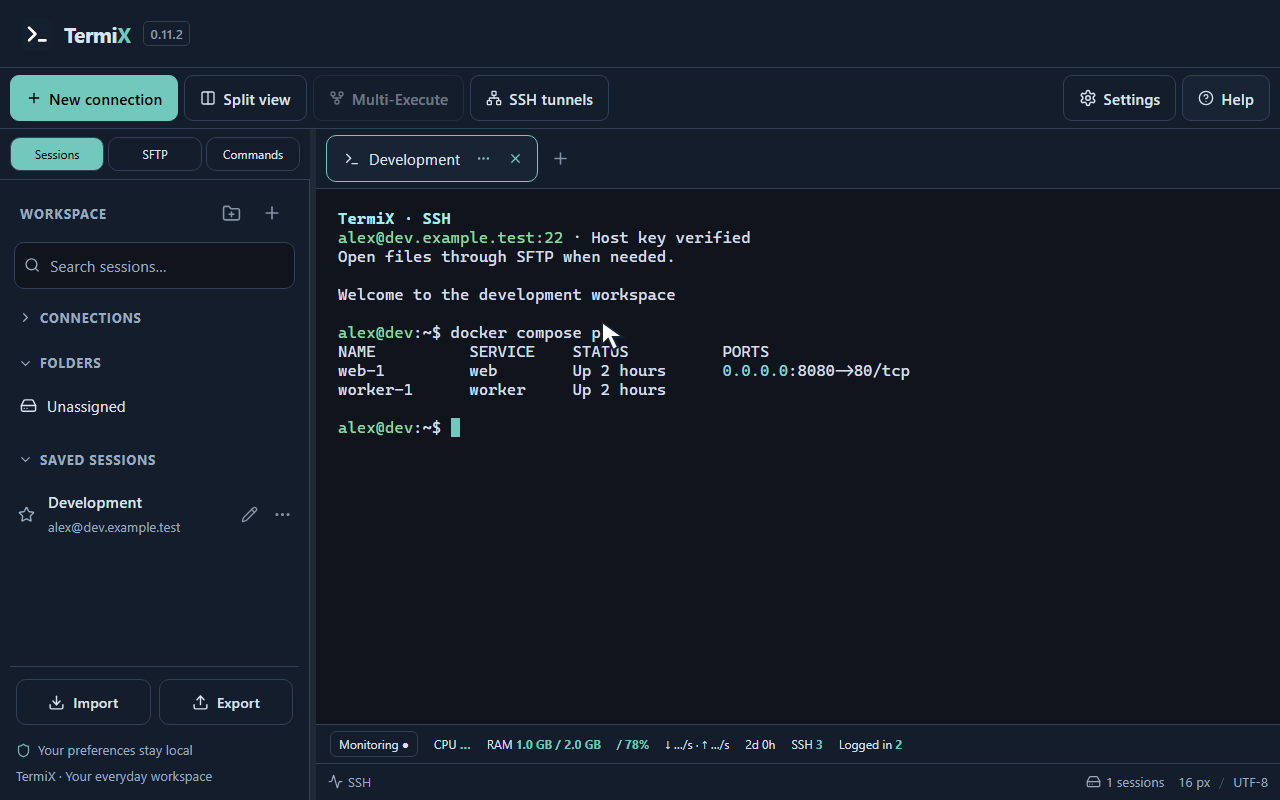 TermiX 0.11.2
New connection Split view Multi-Execute SSH tunnels Settings Help
Sessions SFTP Commands
Development ··· × +
WORKSPACE
Search sessions...
CONNECTIONS
FOLDERS
Unassigned
SAVED SESSIONS
Development
alex@dev.example.test
Import Export
Your preferences stay local
TermiX · Your everyday workspace
TermiX · SSH
alex@dev.example.test:22 · Host key verified
Open files through SFTP when needed.
Welcome to the development workspace
alex@dev:~$ docker compose p
NAME SERVICE STATUS PORTS
web-1 web Up 2 hours 0.0.0.0:8080->80/tcp
worker-1 worker Up 2 hours
alex@dev:~$
Monitoring ● CPU ... RAM 1.0 GB / 2.0 GB / 78% ↓ .../s · ↑ .../s 2d 0h SSH 3 Logged in 2
SSH 1 sessions 16 px / UTF-8